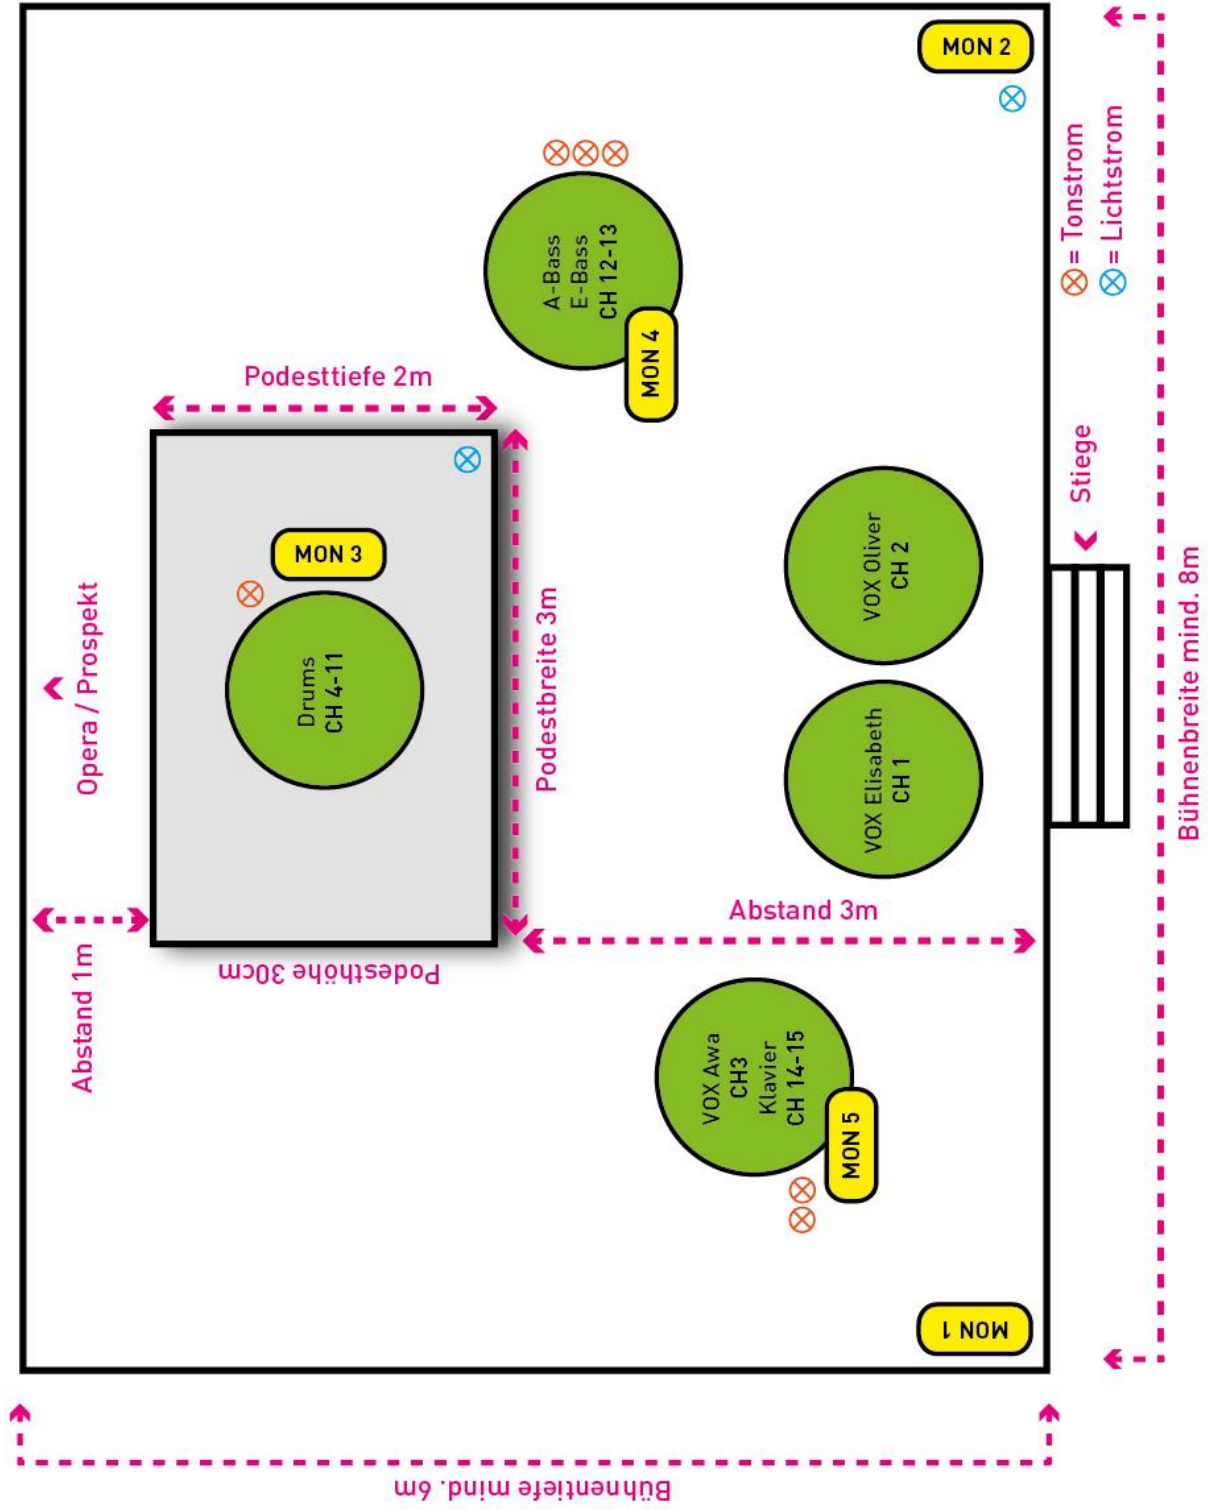 Opera / Prospekt
Abstand 1m
Podesthöhe 30cm
Podesttiefe 2m
Podestbreite 3m
Drums
CH 4-11
MON 3
A-Bass
E-Bass
CH 12-13
MON 4
VOX Awa
CH3
Klavier
CH 14-15
MON 5
Abstand 3m
VOX Elisabeth
CH 1
VOX Oliver
CH 2
MON 1
MON 2
Stiege
= Tonstrom
= Lichtstrom
Bühnenbreite mind. 8m
Bühnentiefe mind. 6m